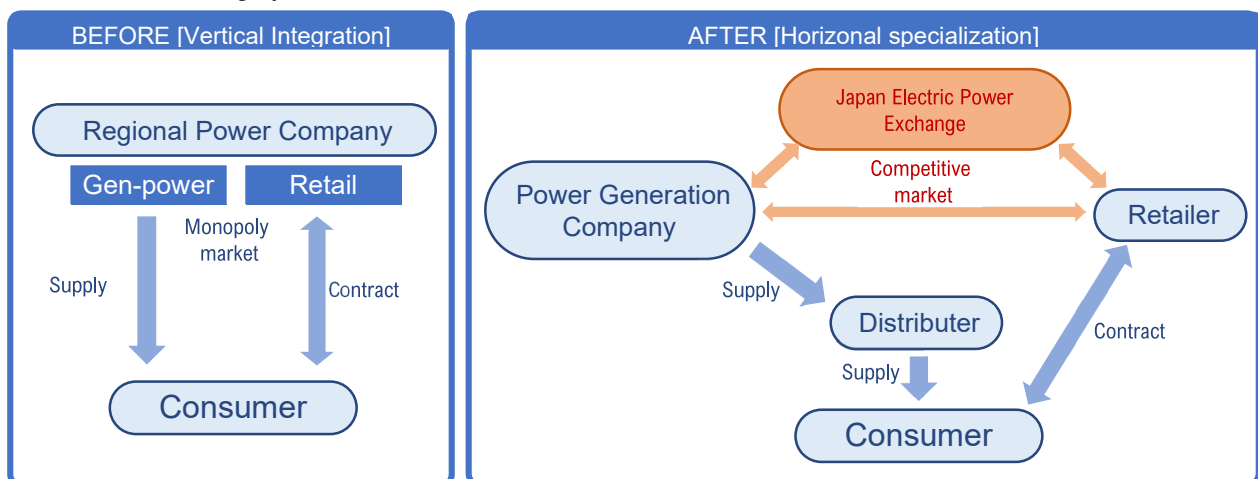 BEFORE [Vertical Integration]
Regional Power Company
Gen-power
Retail
Monopoly
market
Supply
Contract
Consumer
AFTER [Horizonal specialization]
Japan Electric Power
Exchange
Competitive
market
Power Generation
Company
Retailer
Supply
Distributer
Contract
Supply
Consumer